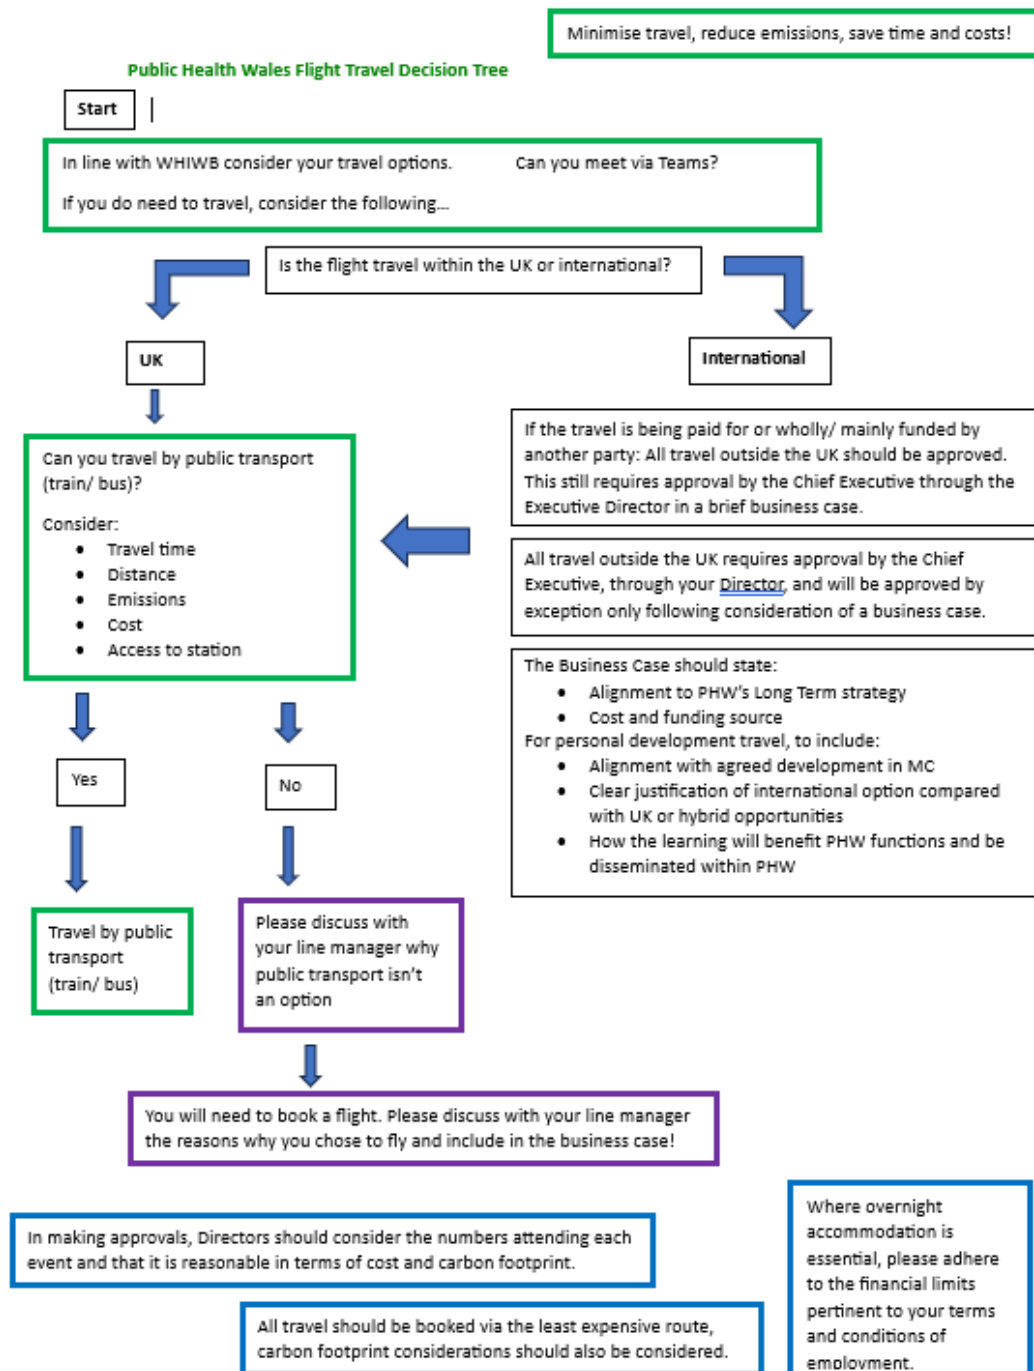 Minimise travel, reduce emissions, save time and costs!
Public Health Wales Flight Travel Decision Tree
Start
In line with WHIWB consider your travel options. Can you meet via Teams?
If you do need to travel, consider the following...
Is the flight travel within the UK or international?
UK
International
Can you travel by public transport
(train/ bus)?
Consider:
• Travel time
• Distance
• Emissions
• Cost
• Access to station
If the travel is being paid for or wholly/ mainly funded by
another party: All travel outside the UK should be approved.
This still requires approval by the Chief Executive through the
Executive Director in a brief business case.
All travel outside the UK requires approval by the Chief
Executive, through your Director, and will be approved by
exception only following consideration of a business case.
The Business Case should state:
• Alignment to PHW's Long Term strategy
• Cost and funding source
For personal development travel, to include:
• Alignment with agreed development in MC
• Clear justification of international option compared
with UK or hybrid opportunities
• How the learning will benefit PHW functions and be
disseminated within PHW
Yes
No
Travel by public
transport
(train/ bus)
Please discuss with
your line manager why
public transport isn't
an option
You will need to book a flight. Please discuss with your line manager
the reasons why you chose to fly and include in the business case!
In making approvals, Directors should consider the numbers attending each
event and that it is reasonable in terms of cost and carbon footprint.
All travel should be booked via the least expensive route,
carbon footprint considerations should also be considered.
Where overnight
accommodation is
essential, please adhere
to the financial limits
pertinent to your terms
and conditions of
employment.